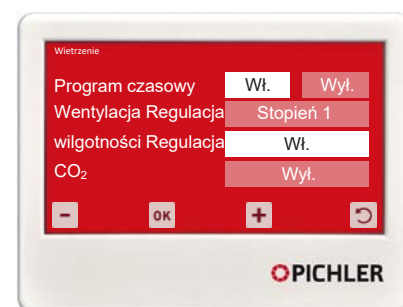 Wietrzenie
Program czasowy Wł. Wył.
Wentylacja Regulacja Stopień 1
wilgotności Regulacja Wł.
CO₂ Wył.
- OK +
PICHLER